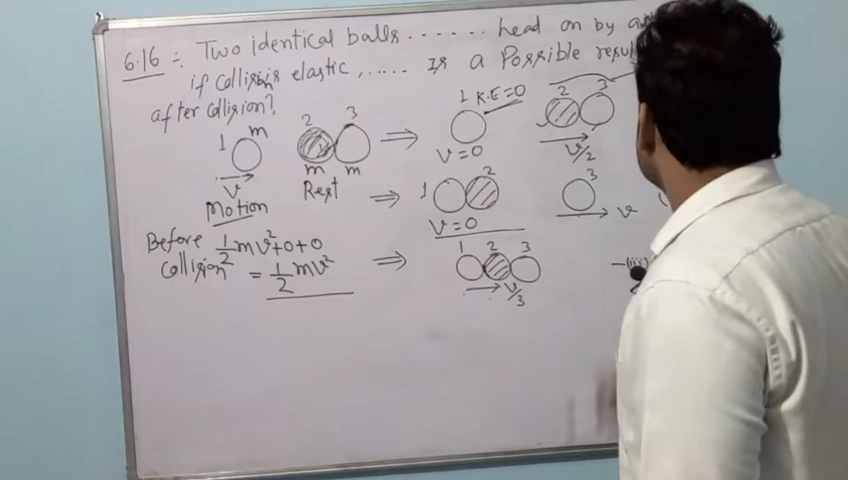 6.16 :- Two identical balls ....... head on by an
if collision elastic, ...... Is a Possible resu
after collision?
1 m 2 3 ⇒ 1 K.E=0 2 3
m m v=0 v/2
v Rest ⇒ 1 2 3
Motion v=0 v
Before 1/2 mv²+0+0
collision = 1/2 mv² ⇒ 1 2 3
v/3